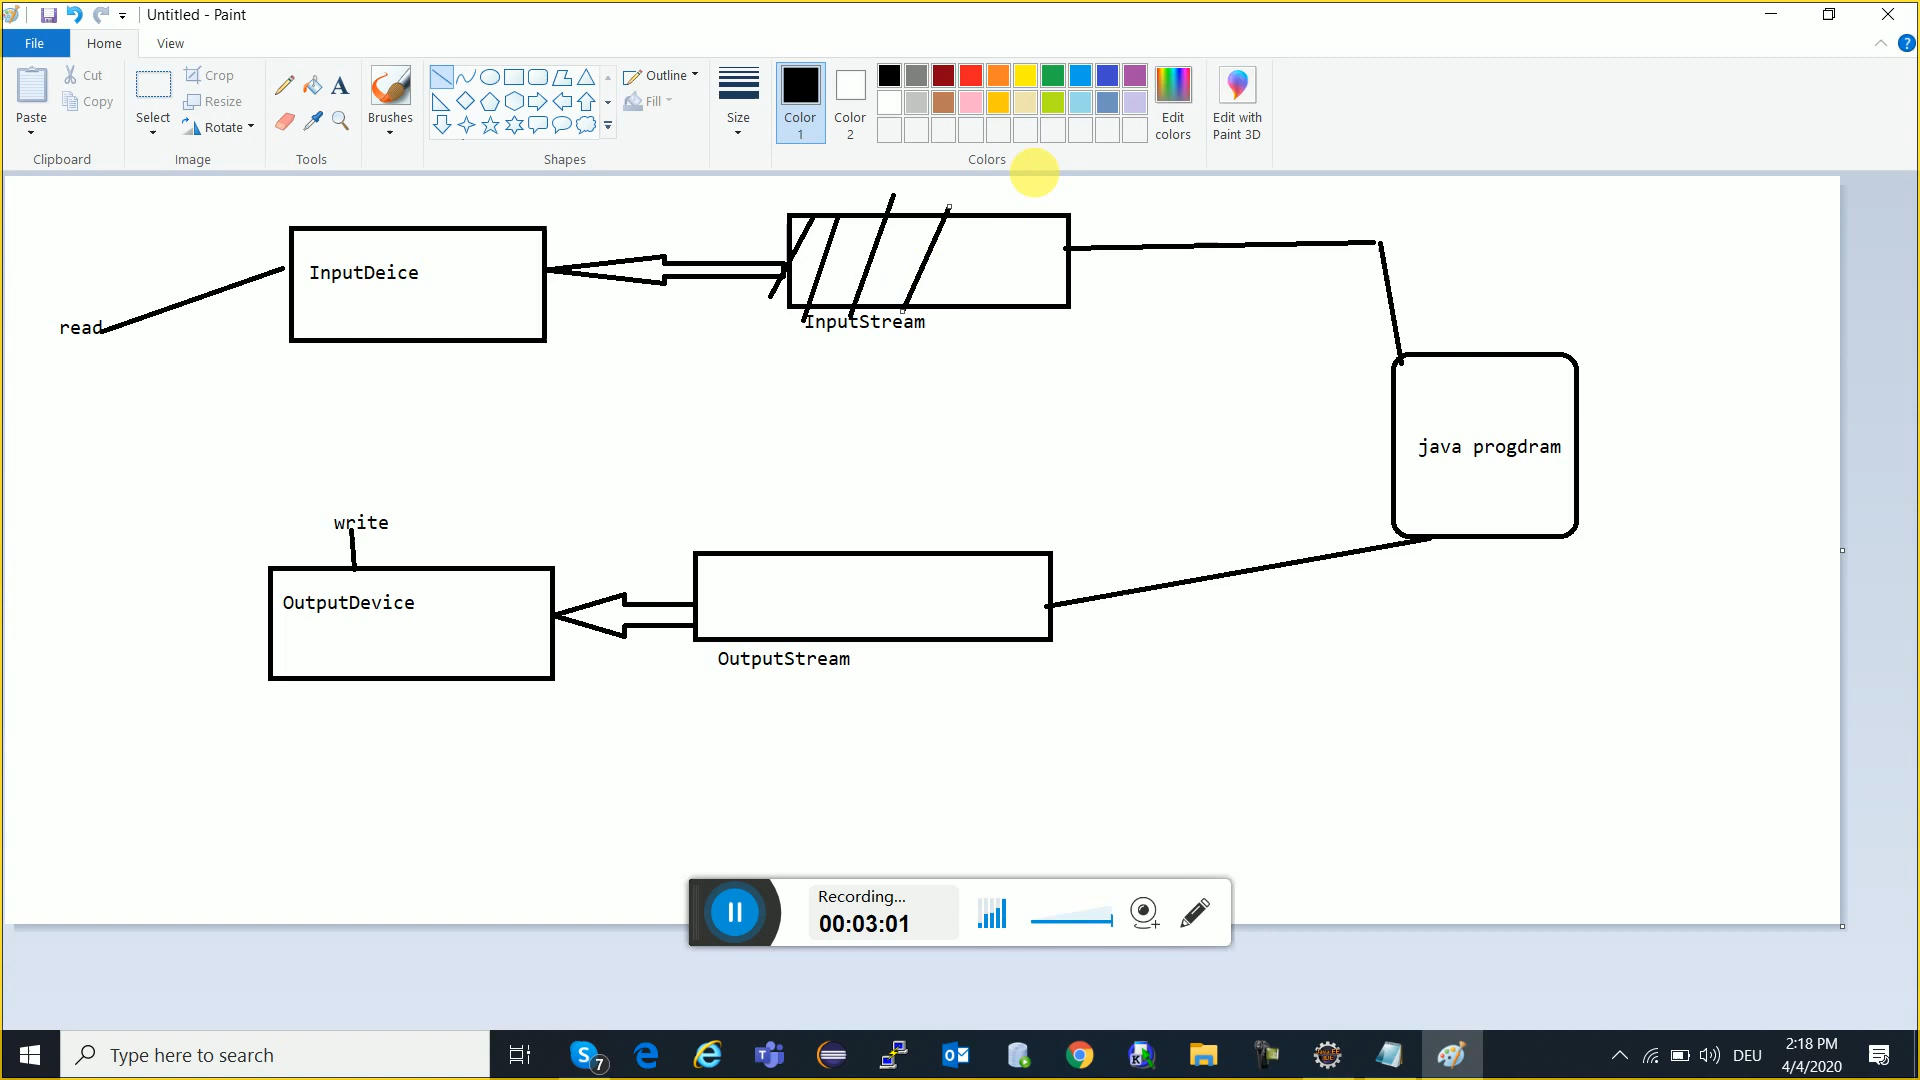 Untitled - Paint
File Home View
Paste
Cut
Copy
Clipboard
Select
Crop
Resize
Rotate
Image
Tools
Brushes
Shapes
Outline
Fill
Size
Color 1
Color 2
Colors
Edit colors
Edit with Paint 3D
InputDeice
read
InputStream
java progdram
write
OutputDevice
OutputStream
Recording...
00:03:01
Type here to search
7
DEU
2:18 PM
4/4/2020